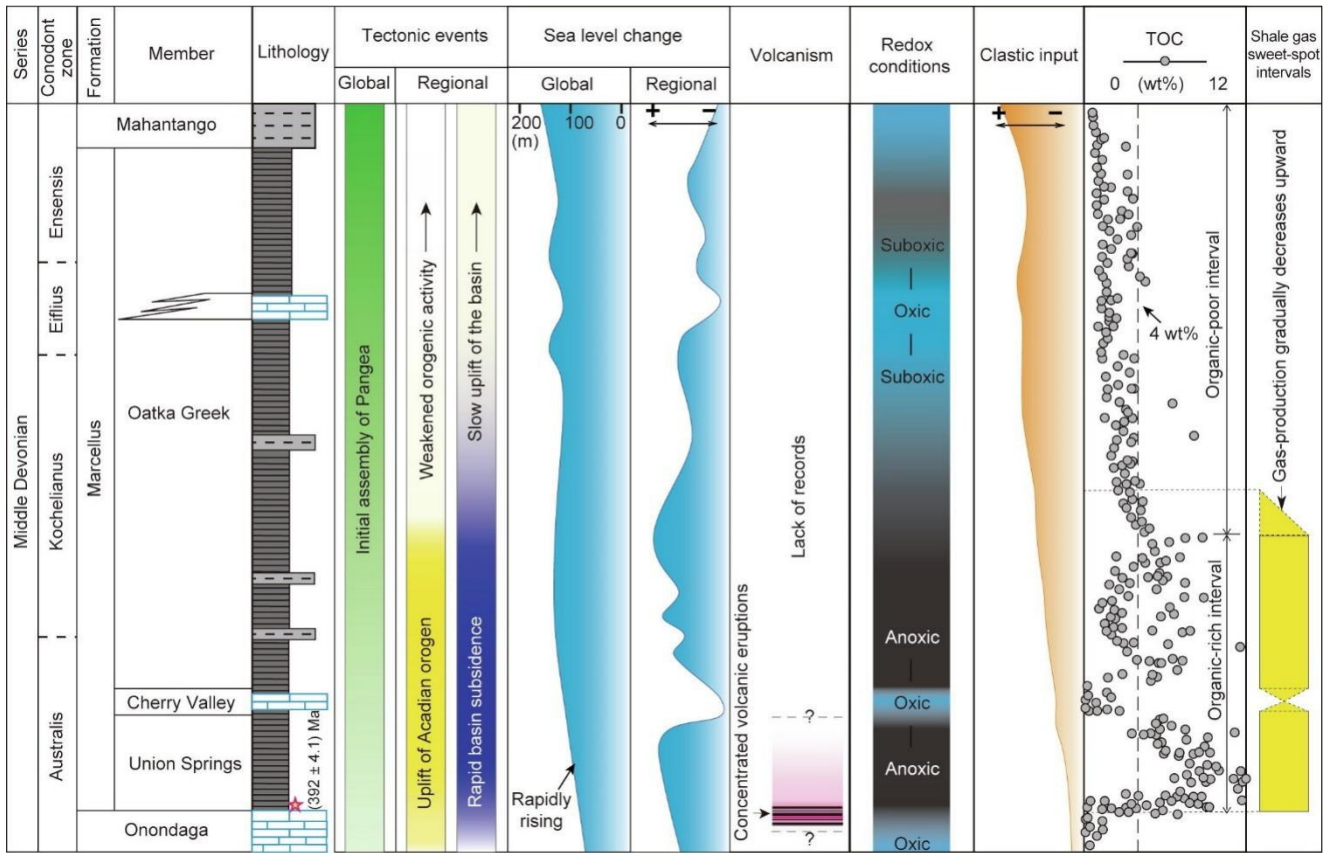 Series
Conodont
zone
Formation
Member
Lithology
Tectonic events
Global
Regional
Sea level change
Global
Regional
Volcanism
Redox
conditions
Clastic input
TOC
0 (wt%) 12
Shale gas
sweet-spot
intervals
Middle Devonian
Ensensis
Eiflius
Kochelianus
Australis
Marcellus
Mahantango
Oatka Greek
Cherry Valley
Union Springs
Onondaga
(392 ± 4.1) Ma
Initial assembly of Pangea
Weakened orogenic activity
Uplift of Acadian orogen
Slow uplift of the basin
Rapid basin subsidence
200 100 0
(m)
Rapidly
rising
+ −
Lack of records
Concentrated volcanic eruptions
?
?
Suboxic
Oxic
Suboxic
Anoxic
Oxic
Anoxic
Oxic
+ −
4 wt%
Organic-poor interval
Organic-rich interval
Gas-production gradually decreases upward